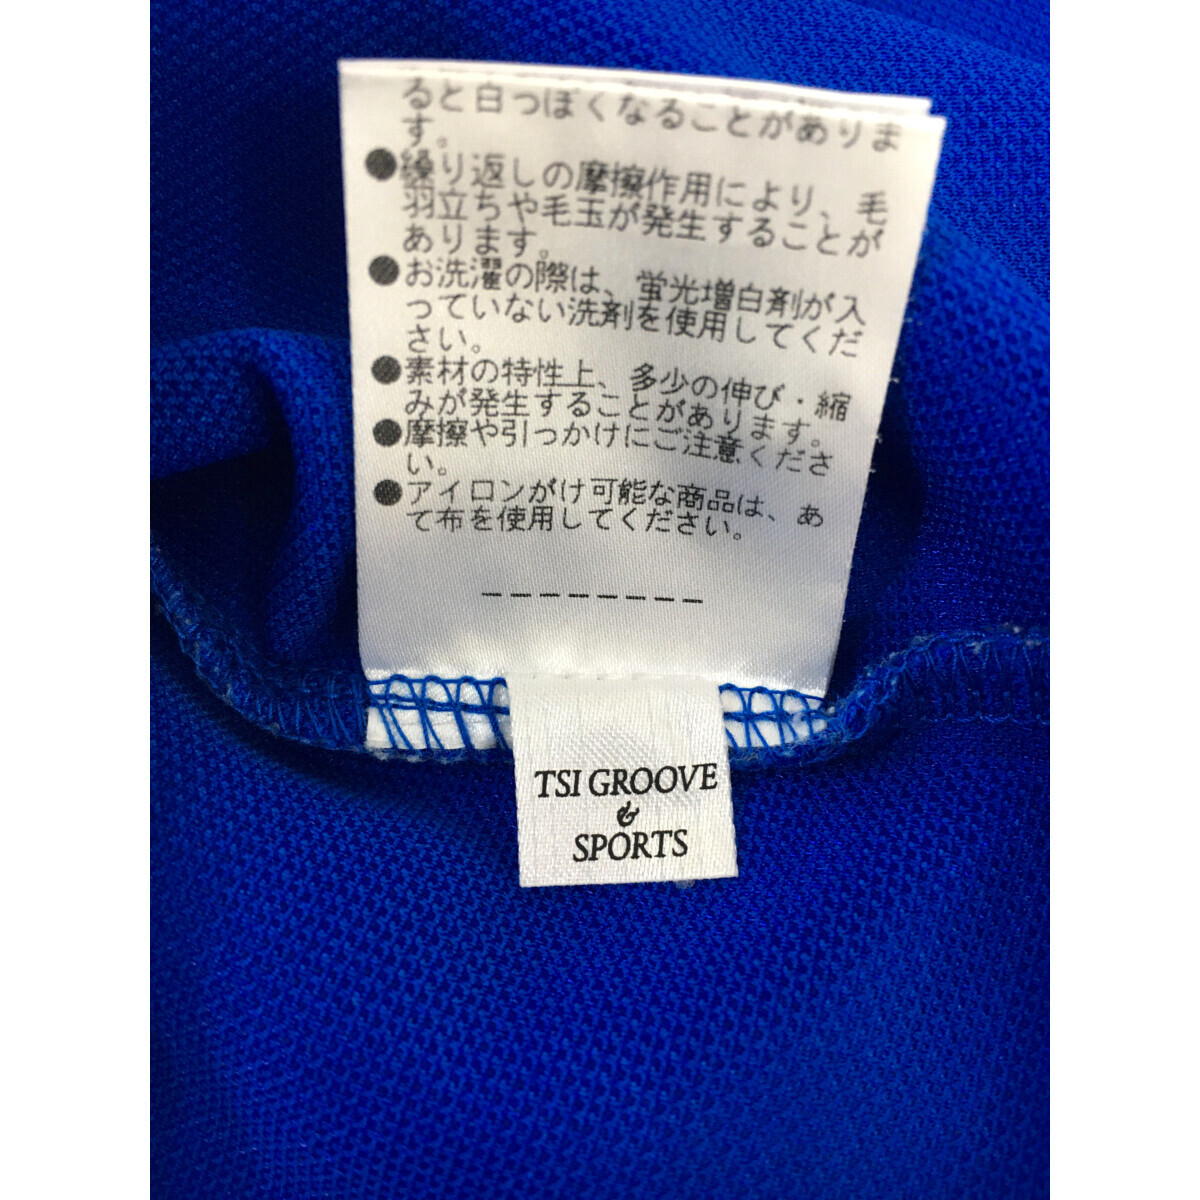 ると白っぽくなることがありま
す。
●繰り返しの摩擦作用により、毛
羽立ちや毛玉が発生することが
あります。
●お洗濯の際は、蛍光増白剤が入
っていない洗剤を使用してくだ
さい。
●素材の特性上、多少の伸び・縮
みが発生することがあります。
●摩擦や引っかけにご注意くださ
い。
●アイロンがけ可能な商品は、あ
て布を使用してください。
--------
TSI GROOVE
&
SPORTS